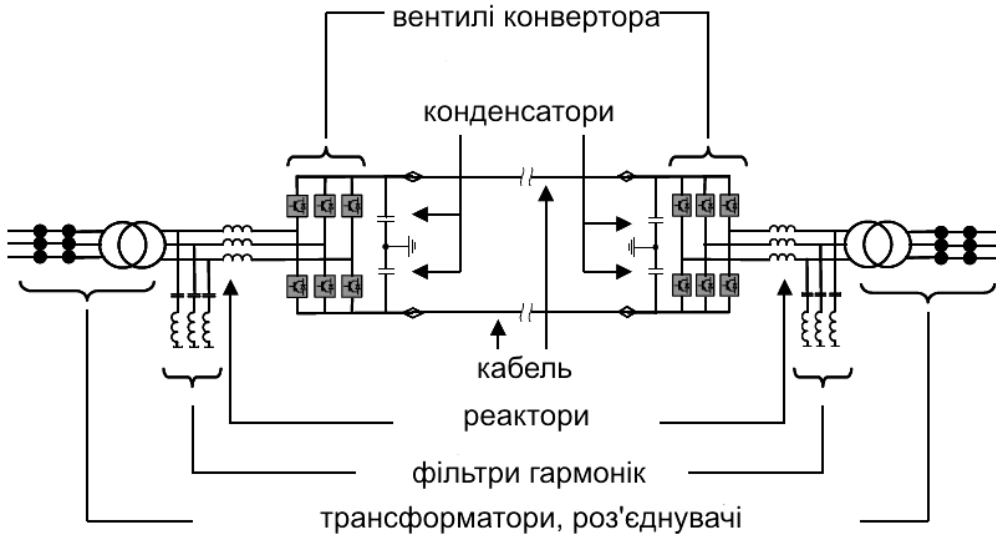 вентилі конвертора
конденсатори
кабель
реактори
фільтри гармонік
трансформатори, роз'єднувачі